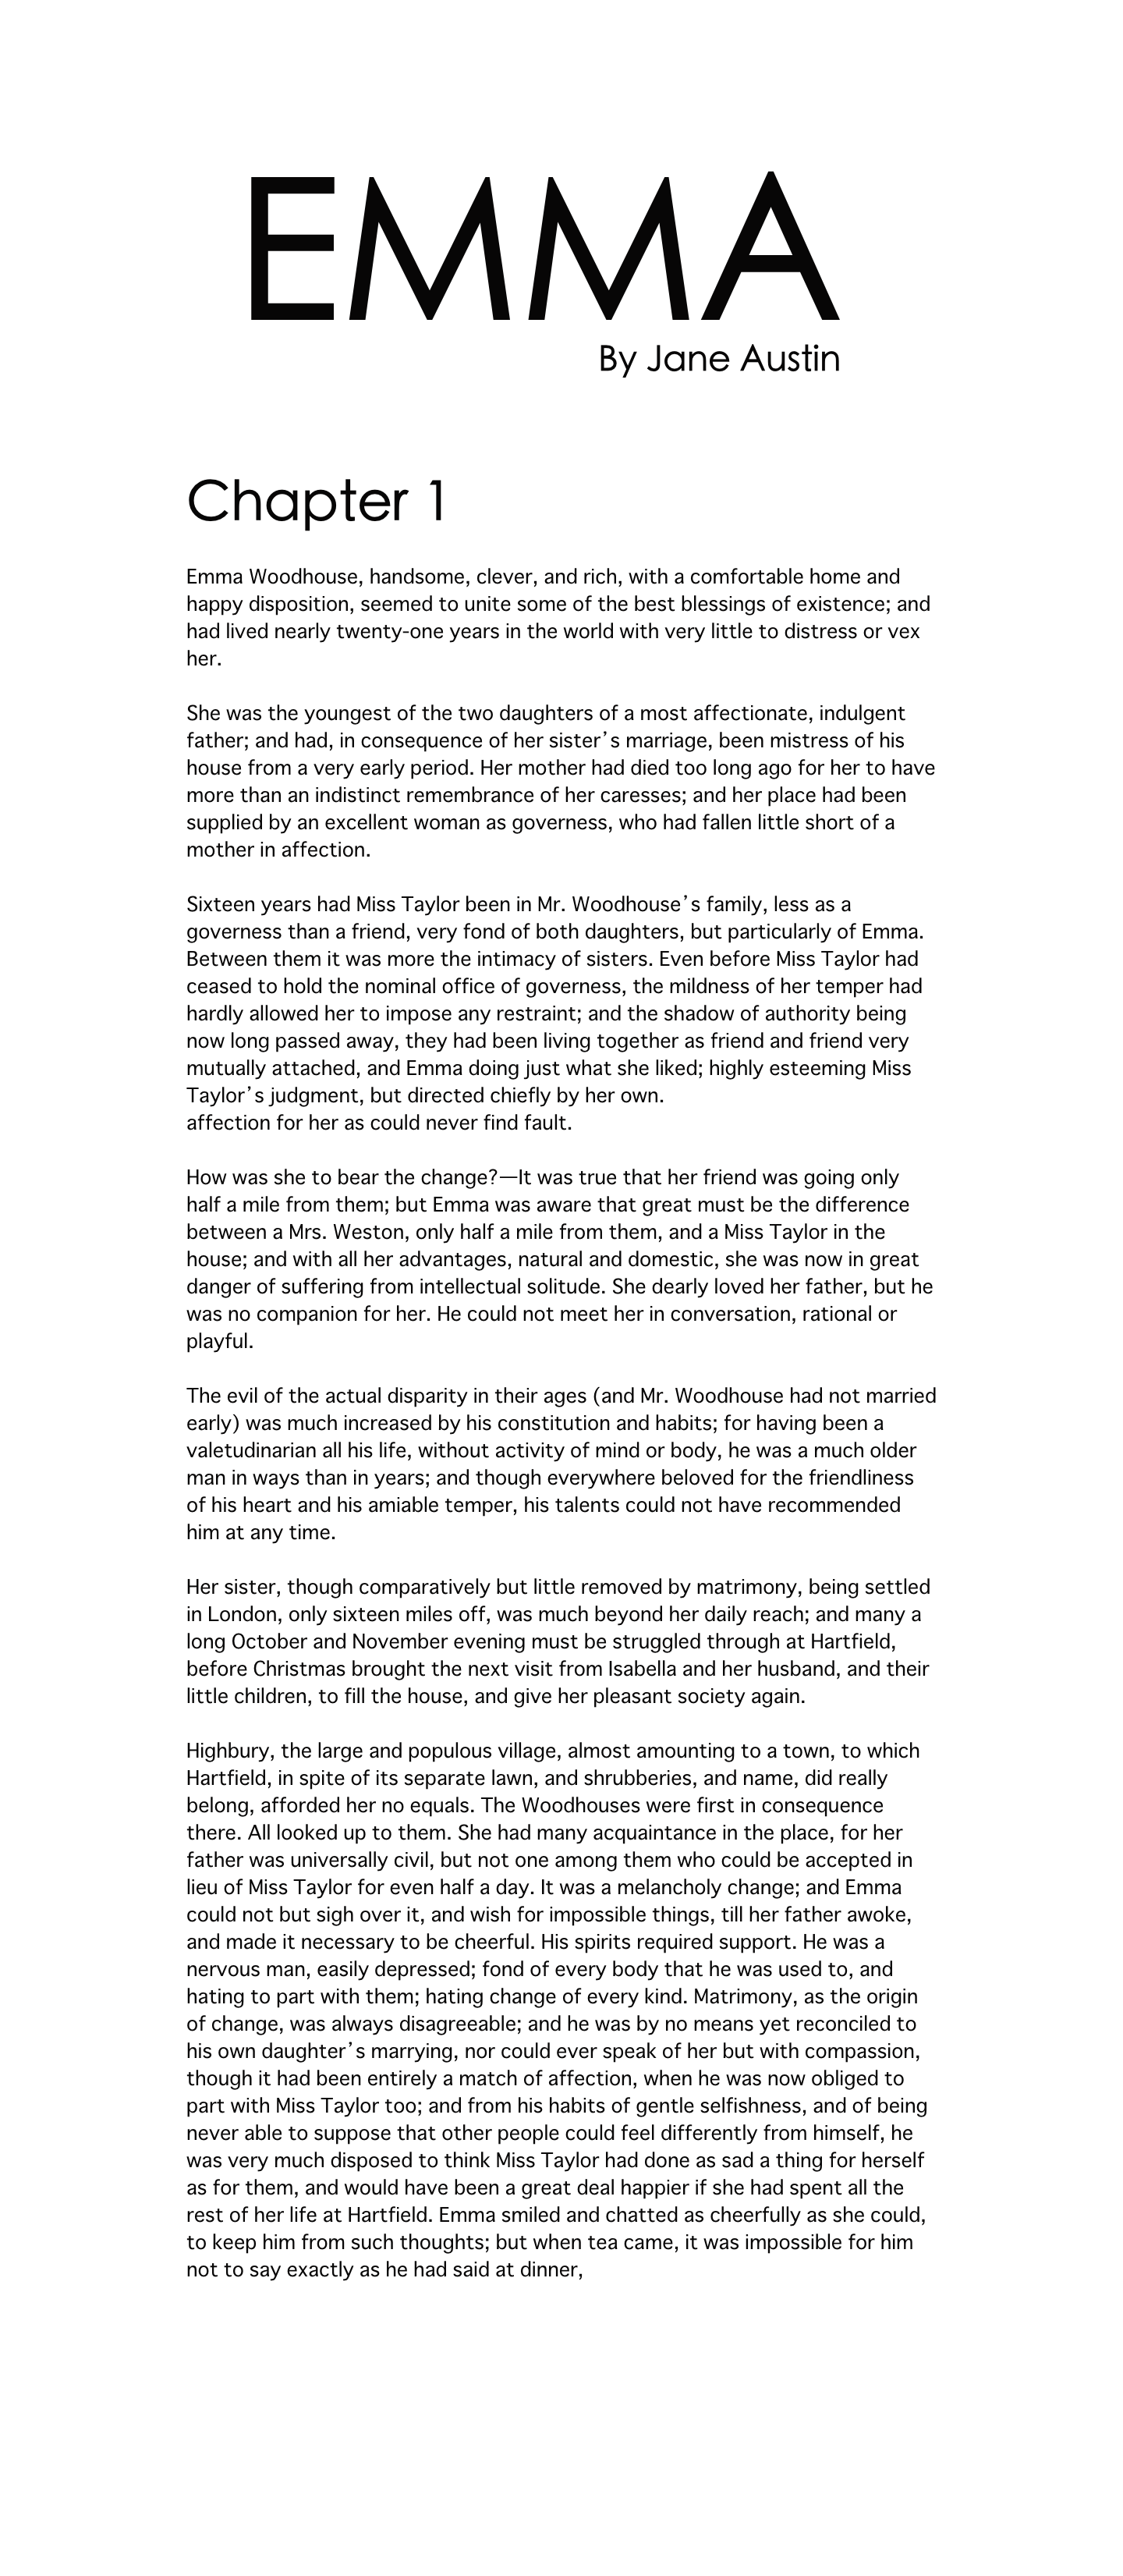 EMMA
By Jane Austin
Chapter 1
Emma Woodhouse, handsome, clever, and rich, with a comfortable home and
happy disposition, seemed to unite some of the best blessings of existence; and
had lived nearly twenty-one years in the world with very little to distress or vex
her.
She was the youngest of the two daughters of a most affectionate, indulgent
father; and had, in consequence of her sister’s marriage, been mistress of his
house from a very early period. Her mother had died too long ago for her to have
more than an indistinct remembrance of her caresses; and her place had been
supplied by an excellent woman as governess, who had fallen little short of a
mother in affection.
Sixteen years had Miss Taylor been in Mr. Woodhouse’s family, less as a
governess than a friend, very fond of both daughters, but particularly of Emma.
Between them it was more the intimacy of sisters. Even before Miss Taylor had
ceased to hold the nominal office of governess, the mildness of her temper had
hardly allowed her to impose any restraint; and the shadow of authority being
now long passed away, they had been living together as friend and friend very
mutually attached, and Emma doing just what she liked; highly esteeming Miss
Taylor’s judgment, but directed chiefly by her own.
affection for her as could never find fault.
How was she to bear the change?—It was true that her friend was going only
half a mile from them; but Emma was aware that great must be the difference
between a Mrs. Weston, only half a mile from them, and a Miss Taylor in the
house; and with all her advantages, natural and domestic, she was now in great
danger of suffering from intellectual solitude. She dearly loved her father, but he
was no companion for her. He could not meet her in conversation, rational or
playful.
The evil of the actual disparity in their ages (and Mr. Woodhouse had not married
early) was much increased by his constitution and habits; for having been a
valetudinarian all his life, without activity of mind or body, he was a much older
man in ways than in years; and though everywhere beloved for the friendliness
of his heart and his amiable temper, his talents could not have recommended
him at any time.
Her sister, though comparatively but little removed by matrimony, being settled
in London, only sixteen miles off, was much beyond her daily reach; and many a
long October and November evening must be struggled through at Hartfield,
before Christmas brought the next visit from Isabella and her husband, and their
little children, to fill the house, and give her pleasant society again.
Highbury, the large and populous village, almost amounting to a town, to which
Hartfield, in spite of its separate lawn, and shrubberies, and name, did really
belong, afforded her no equals. The Woodhouses were first in consequence
there. All looked up to them. She had many acquaintance in the place, for her
father was universally civil, but not one among them who could be accepted in
lieu of Miss Taylor for even half a day. It was a melancholy change; and Emma
could not but sigh over it, and wish for impossible things, till her father awoke,
and made it necessary to be cheerful. His spirits required support. He was a
nervous man, easily depressed; fond of every body that he was used to, and
hating to part with them; hating change of every kind. Matrimony, as the origin
of change, was always disagreeable; and he was by no means yet reconciled to
his own daughter’s marrying, nor could ever speak of her but with compassion,
though it had been entirely a match of affection, when he was now obliged to
part with Miss Taylor too; and from his habits of gentle selfishness, and of being
never able to suppose that other people could feel differently from himself, he
was very much disposed to think Miss Taylor had done as sad a thing for herself
as for them, and would have been a great deal happier if she had spent all the
rest of her life at Hartfield. Emma smiled and chatted as cheerfully as she could,
to keep him from such thoughts; but when tea came, it was impossible for him
not to say exactly as he had said at dinner,